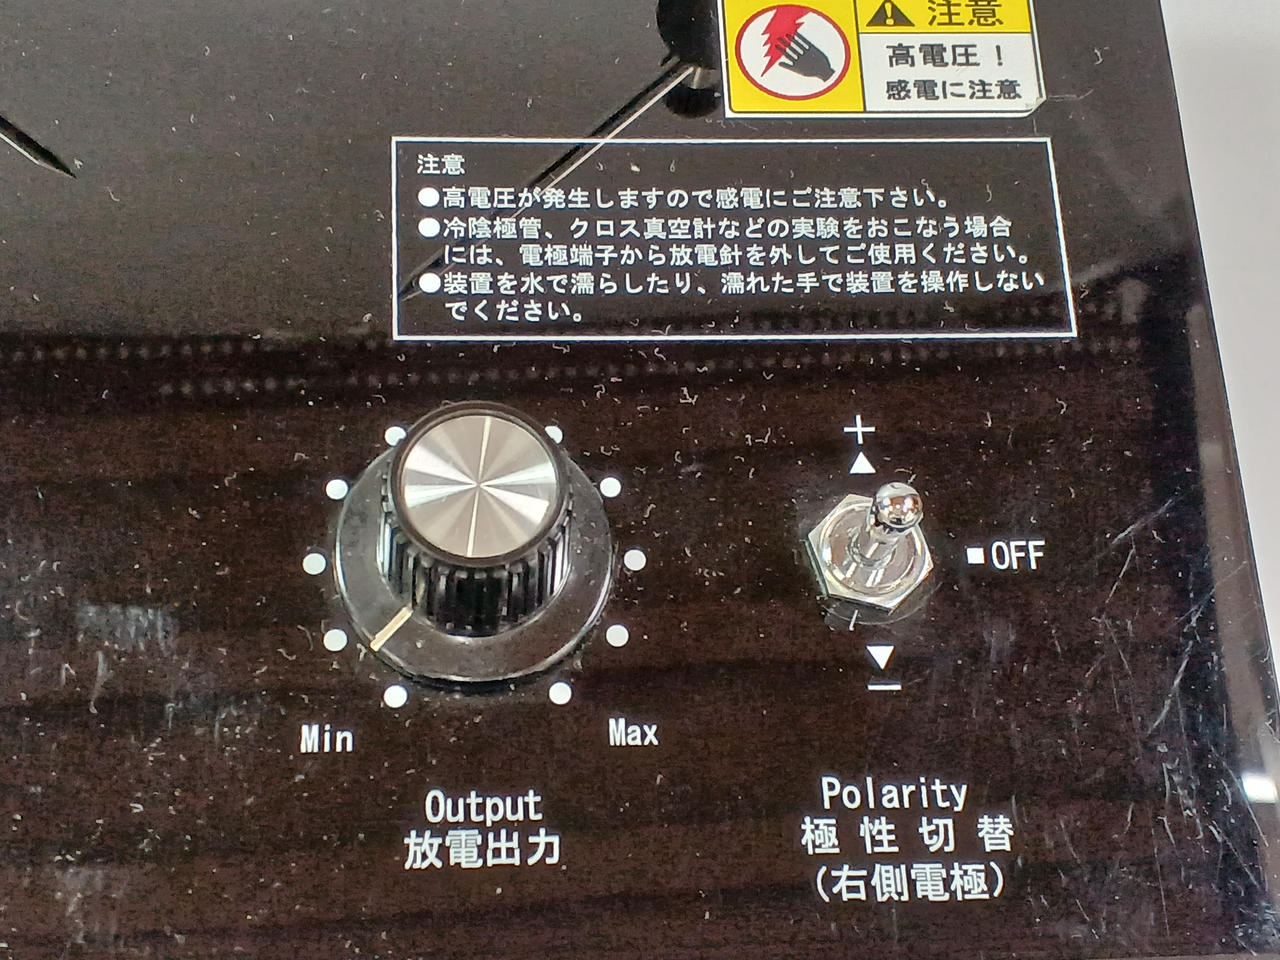 注意
高電圧！
感電に注意
注意
●高電圧が発生しますので感電にご注意下さい。
●冷陰極管、クロス真空計などの実験をおこなう場合
には、電極端子から放電針を外してご使用ください。
●装置を水で濡らしたり、濡れた手で装置を操作しない
でください。
＋
OFF
－
Min
Max
Output
放電出力
Polarity
極性切替
(右側電極)